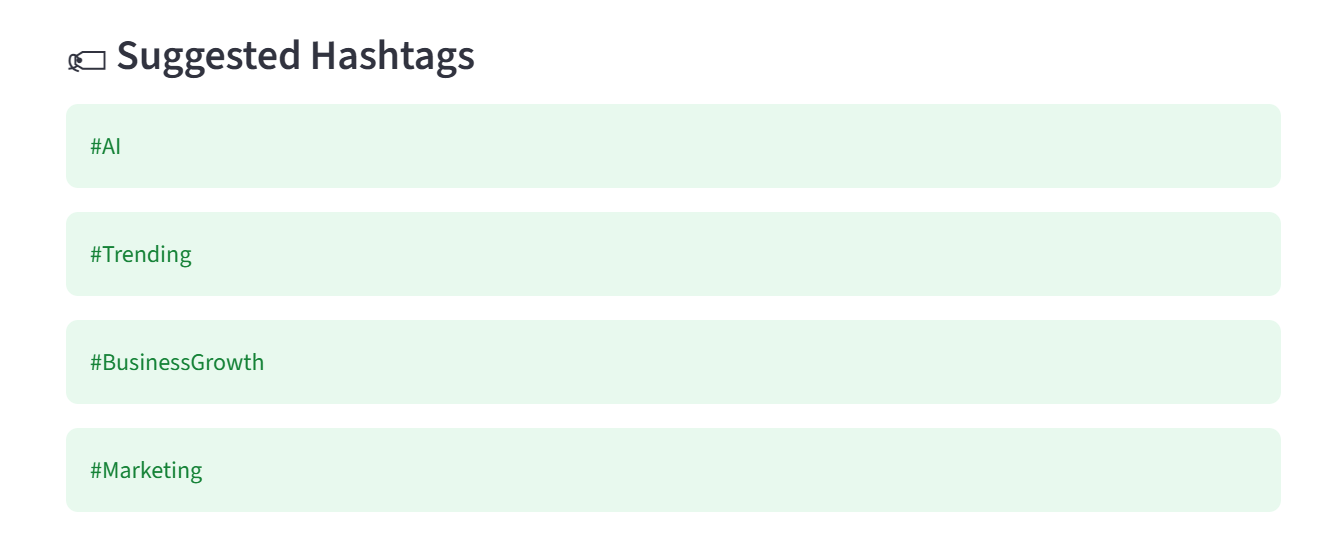 🏷 Suggested Hashtags
#AI
#Trending
#BusinessGrowth
#Marketing